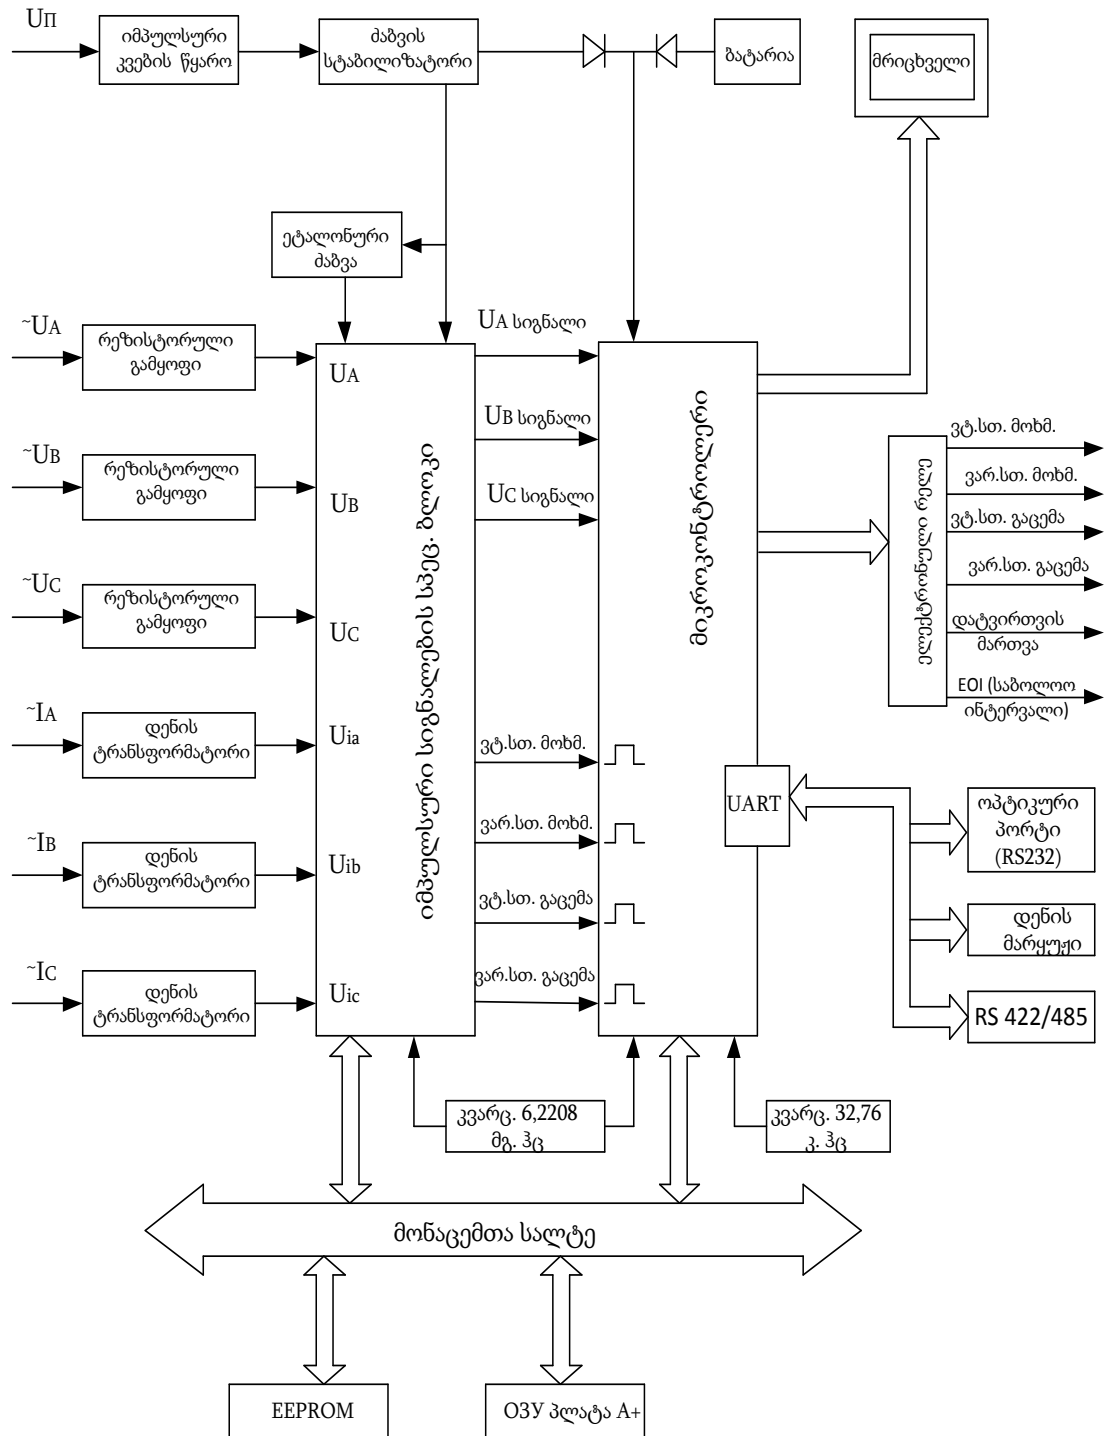 UП
იმპულსური
კვების წყარო
ძაბვის
სტაბილიზატორი
ბატარია
მრიცხველი
ეტალონური
ძაბვა
~UA
რეზისტორული
გამყოფი
~UB
რეზისტორული
გამყოფი
~UC
რეზისტორული
გამყოფი
~IA
დენის
ტრანსფორმატორი
~IB
დენის
ტრანსფორმატორი
~IC
დენის
ტრანსფორმატორი
UA
UB
UC
Uia
Uib
Uic
იმპულსური სიგნალების სპეც. ბლოკი
UA სიგნალი
UB სიგნალი
UC სიგნალი
ვტ.სთ. მოხმ.
ვარ.სთ. მოხმ.
ვტ.სთ. გაცემა
ვარ.სთ. გაცემა
მიკროკონტროლერი
UART
ელექტრონული რელე
ვტ.სთ. მოხმ.
ვარ.სთ. მოხმ.
ვტ.სთ. გაცემა
ვარ.სთ. გაცემა
დატვირთვის
მართვა
EOI (საბოლოო
ინტერვალი)
ოპტიკური
პორტი
(RS232)
დენის
მარყუჟი
RS 422/485
კვარც. 6,2208
მგ. ჰც
კვარც. 32,76
კ. ჰც
მონაცემთა სალტე
EEPROM
ОЗУ პლატა A+